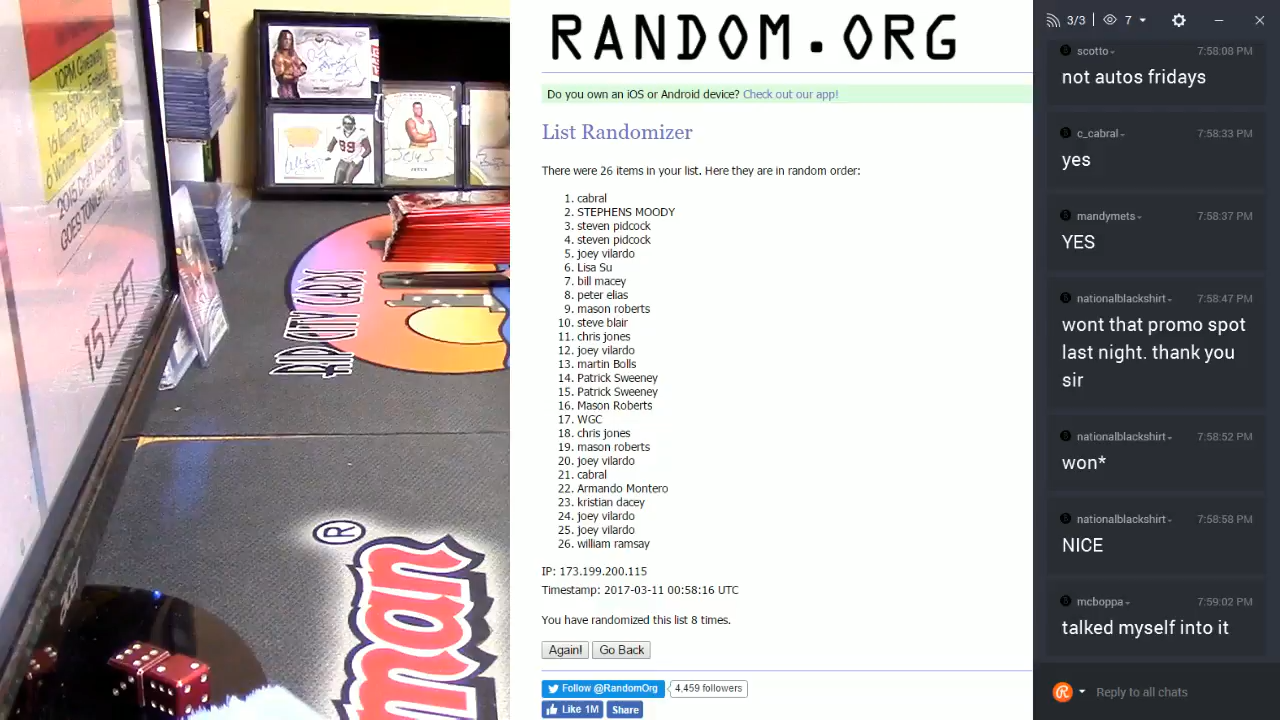 10PM Giveaway
15 LEFT
MID CITY CARDS
man
®
RANDOM.ORG
Do you own an iOS or Android device? Check out our app!
List Randomizer
There were 26 items in your list. Here they are in random order:
1. cabral
2. STEPHENS MOODY
3. steven pidcock
4. steven pidcock
5. joey vilardo
6. Lisa Su
7. bill macey
8. peter elias
9. mason roberts
10. steve blair
11. chris jones
12. joey vilardo
13. martin Bolls
14. Patrick Sweeney
15. Patrick Sweeney
16. Mason Roberts
17. WGC
18. chris jones
19. mason roberts
20. joey vilardo
21. cabral
22. Armando Montero
23. kristian dacey
24. joey vilardo
25. joey vilardo
26. william ramsay
IP: 173.199.200.115
Timestamp: 2017-03-11 00:58:16 UTC
You have randomized this list 8 times.
Again! Go Back
Follow @RandomOrg 4,459 followers
Like 1M Share
3/3 7
scotto 7:58:08 PM
not autos fridays
c_cabral 7:58:33 PM
yes
mandymets 7:58:37 PM
YES
nationalblackshirt 7:58:47 PM
wont that promo spot
last night. thank you
sir
nationalblackshirt 7:58:52 PM
won*
nationalblackshirt 7:58:58 PM
NICE
mcboppa 7:59:02 PM
talked myself into it
Reply to all chats